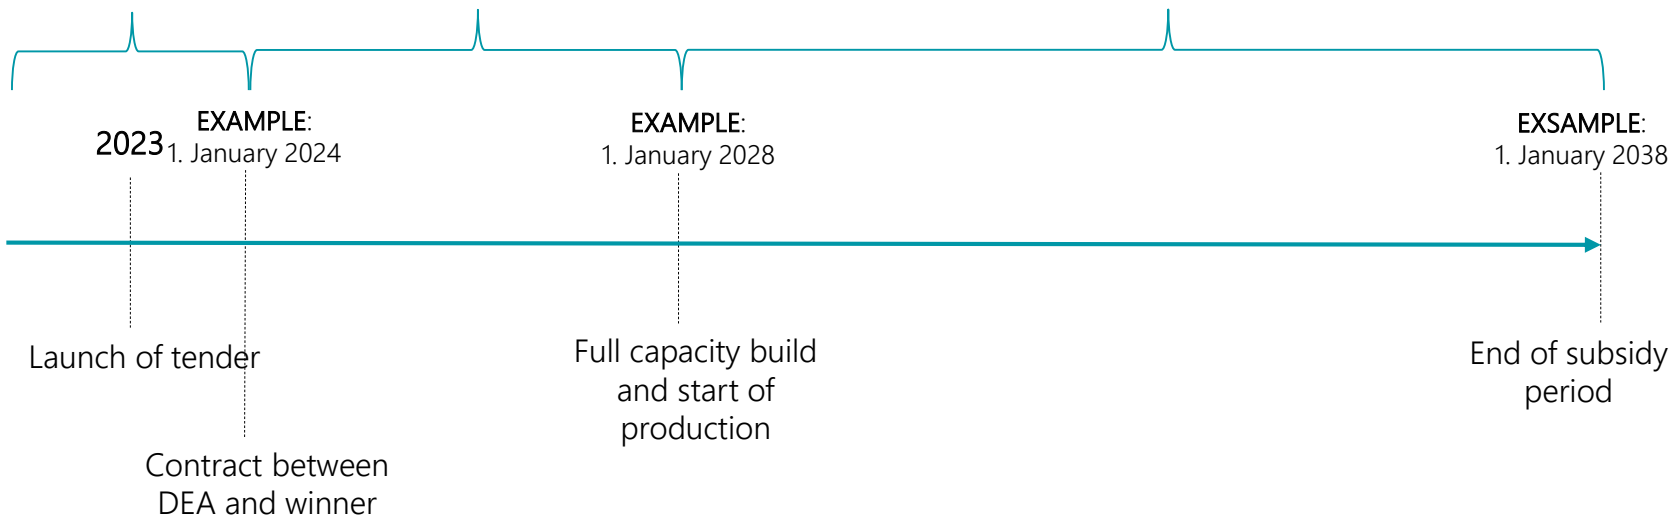 2023
EXAMPLE:
1. January 2024
EXAMPLE:
1. January 2028
EXSAMPLE:
1. January 2038
Launch of tender
Contract between
DEA and winner
Full capacity build
and start of
production
End of subsidy
period